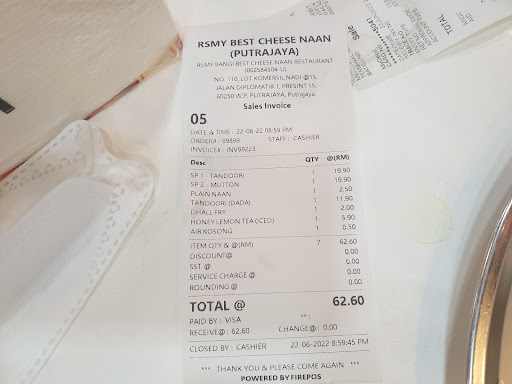 RSMY BEST CHEESE NAAN
(PUTRAJAYA)
RSMY BANGI BEST CHEESE NAAN RESTAURANT
(002584504-U)
NO. 110, LOT KOMERSIL NADI @15,
JALAN DIPLOMATIK 1, PRESINT 15,
60250 W.P. PUTRAJAYA, Putrajaya
Sales Invoice
05
DATE & TIME : 22-06-22 08:59 PM
ORDER# : 99899 STAFF : CASHIER
INVOICE# : INV99223
Desc QTY @(RM)
SP 1 - TANDOORI 1 19.90
SP 2 - MUTTON 1 19.90
PLAIN NAAN 1 2.50
TANDOORI (DADA) 1 11.90
DHALL FRY 1 2.00
HONEY LEMON TEA (ICED) 1 5.90
AIR KOSONG 1 0.50
ITEM QTY & @(RM) 7 62.60
DISCOUNT@ 0.00
SST @ 0.00
SERVICE CHARGE @ 0.00
ROUNDING @ 0.00
TOTAL @ 62.60
PAID BY : VISA **:
RECEIVE@ : 62.60 CHANGE@ : 0.00
CLOSED BY : CASHIER 22-06-2022 8:59:45 PM
*** THANK YOU & PLEASE COME AGAIN ***
POWERED BY FIREPOS
Sale
TOTAL